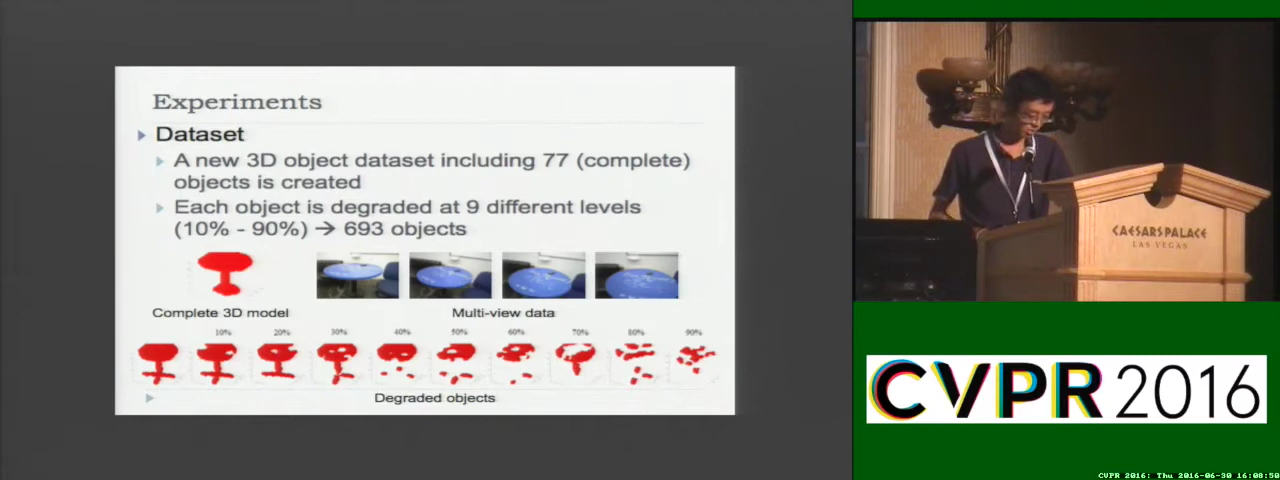 Experiments
Dataset
A new 3D object dataset including 77 (complete)
objects is created
Each object is degraded at 9 different levels
(10% - 90%) → 693 objects
Complete 3D model
Multi-view data
10% 20% 30% 40% 50% 60% 70% 80% 90%
Degraded objects
CAESARS PALACE
LAS VEGAS
CVPR 2016
CVPR 2016: Thu 2016-06-30 16:08:50